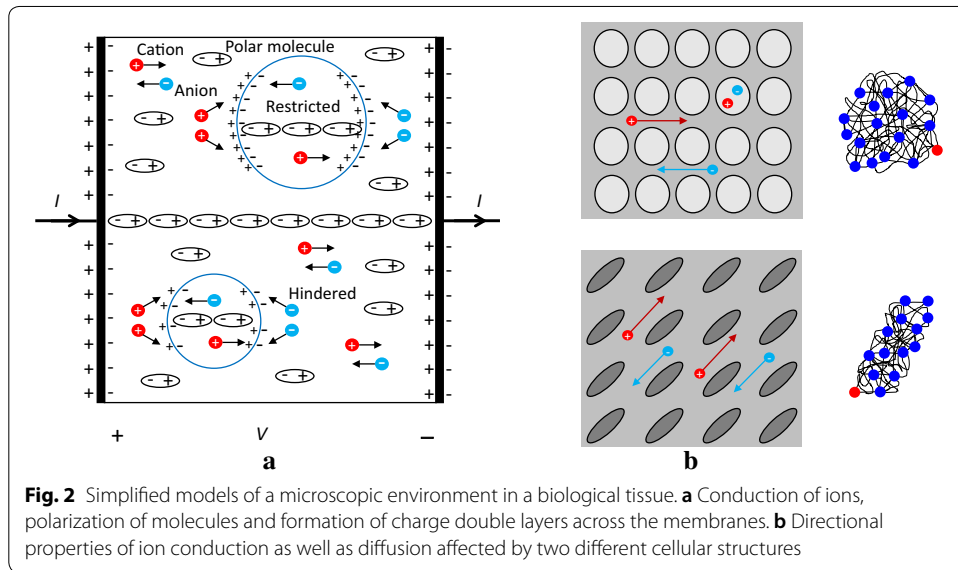 Cation
Polar molecule
Anion
Restricted
I
I
Hindered
+ V −
a
b
Fig. 2 Simplified models of a microscopic environment in a biological tissue. a Conduction of ions,
polarization of molecules and formation of charge double layers across the membranes. b Directional
properties of ion conduction as well as diffusion affected by two different cellular structures